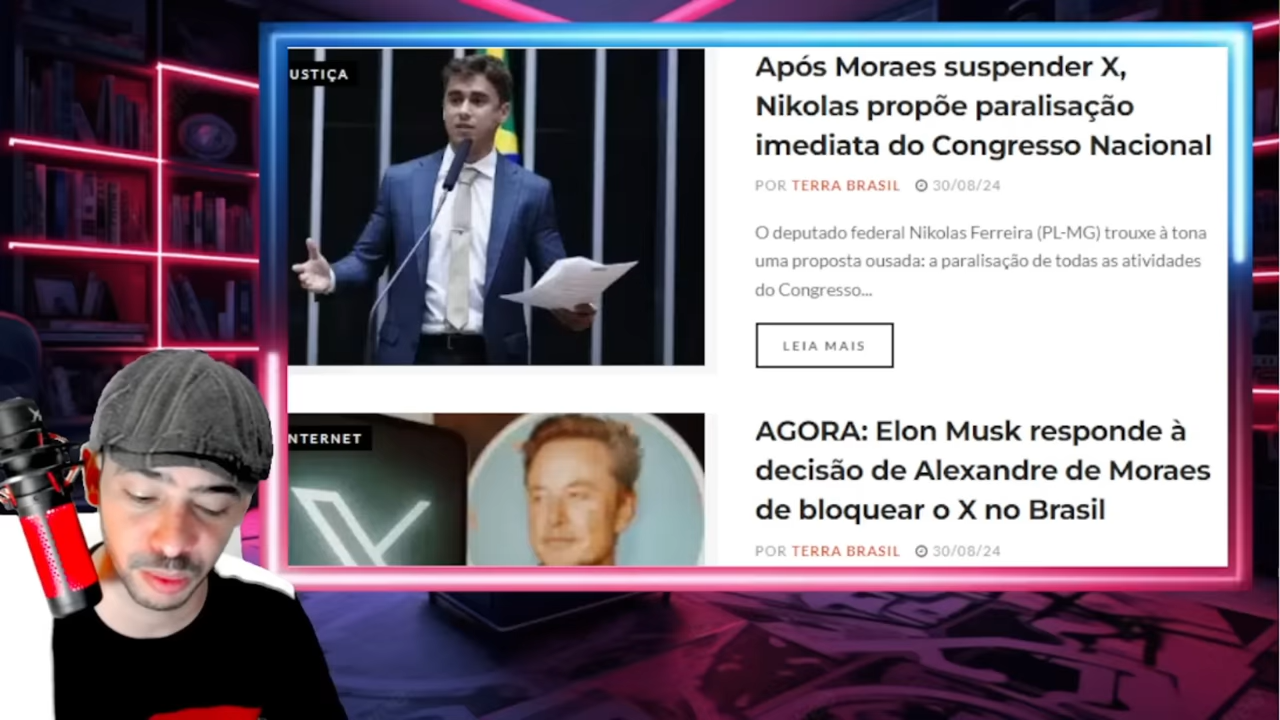 USTIÇA
Após Moraes suspender X,
Nikolas propõe paralisação
imediata do Congresso Nacional
POR TERRA BRASIL 30/08/24
O deputado federal Nikolas Ferreira (PL-MG) trouxe à tona
uma proposta ousada: a paralisação de todas as atividades
do Congresso...
LEIA MAIS
NTERNET
AGORA: Elon Musk responde à
decisão de Alexandre de Moraes
de bloquear o X no Brasil
POR TERRA BRASIL 30/08/24